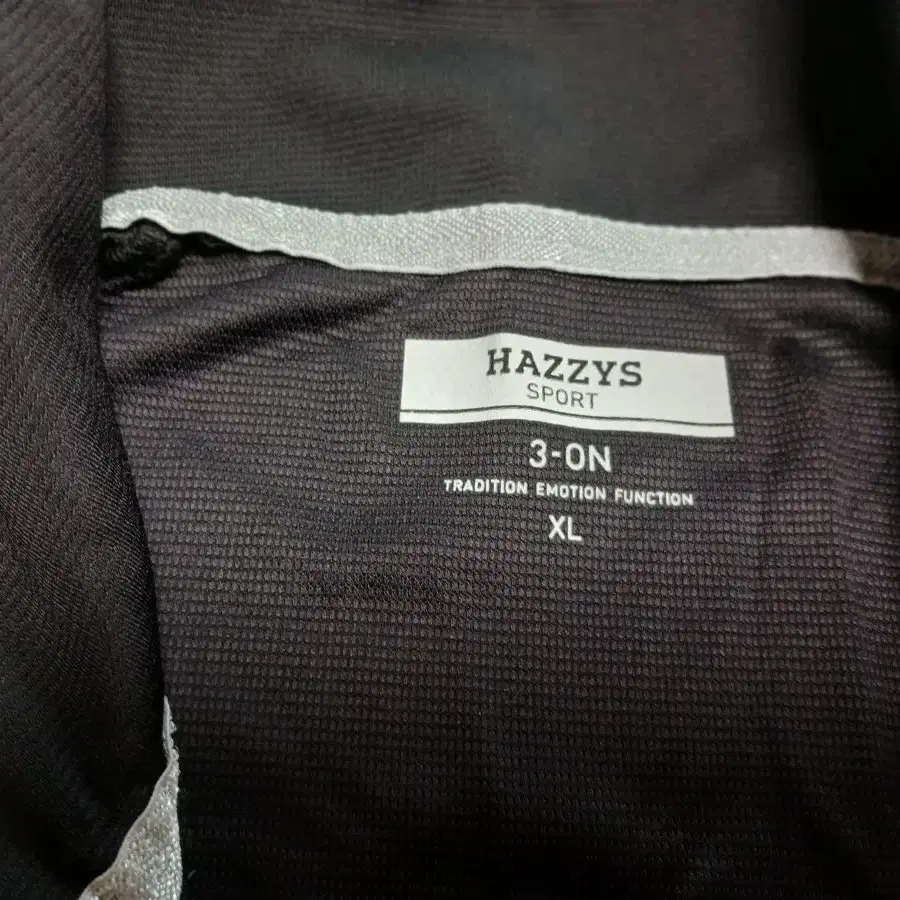 HAZZYS
SPORT
3-ON
TRADITION EMOTION FUNCTION
XL